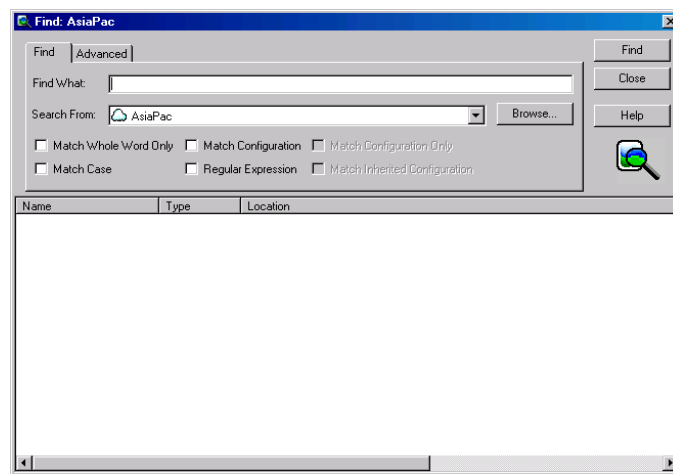 Find: AsiaPac
Find Advanced
Find
Find What:
Close
Search From: AsiaPac Browse...
Help
Match Whole Word Only Match Configuration Match Configuration Only
Match Case Regular Expression Match Inherited Configuration
Name Type Location